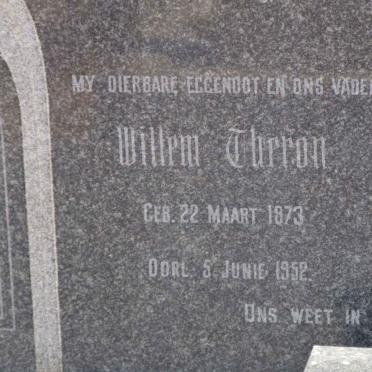 MY DIERBARE EGGENOOT EN ONS VADER
Willem Theron
GEB. 22 MAART 1873
OORL. 5. JUNIE 1952.
ONS WEET IN